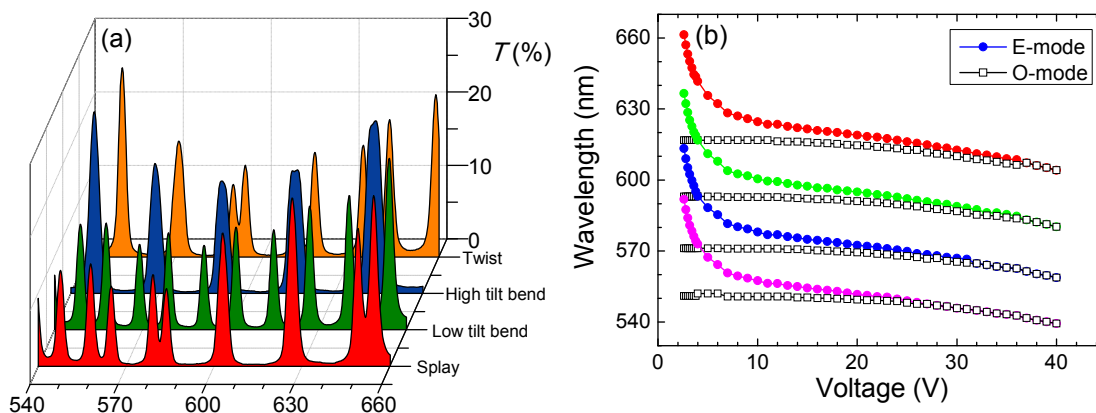 (a)
30
T (%)
20
10
0
Twist
High tilt bend
Low tilt bend
Splay
540
570
600
630
660
(b)
E-mode
O-mode
Wavelength (nm)
660
630
600
570
540
0
10
20
30
40
Voltage (V)